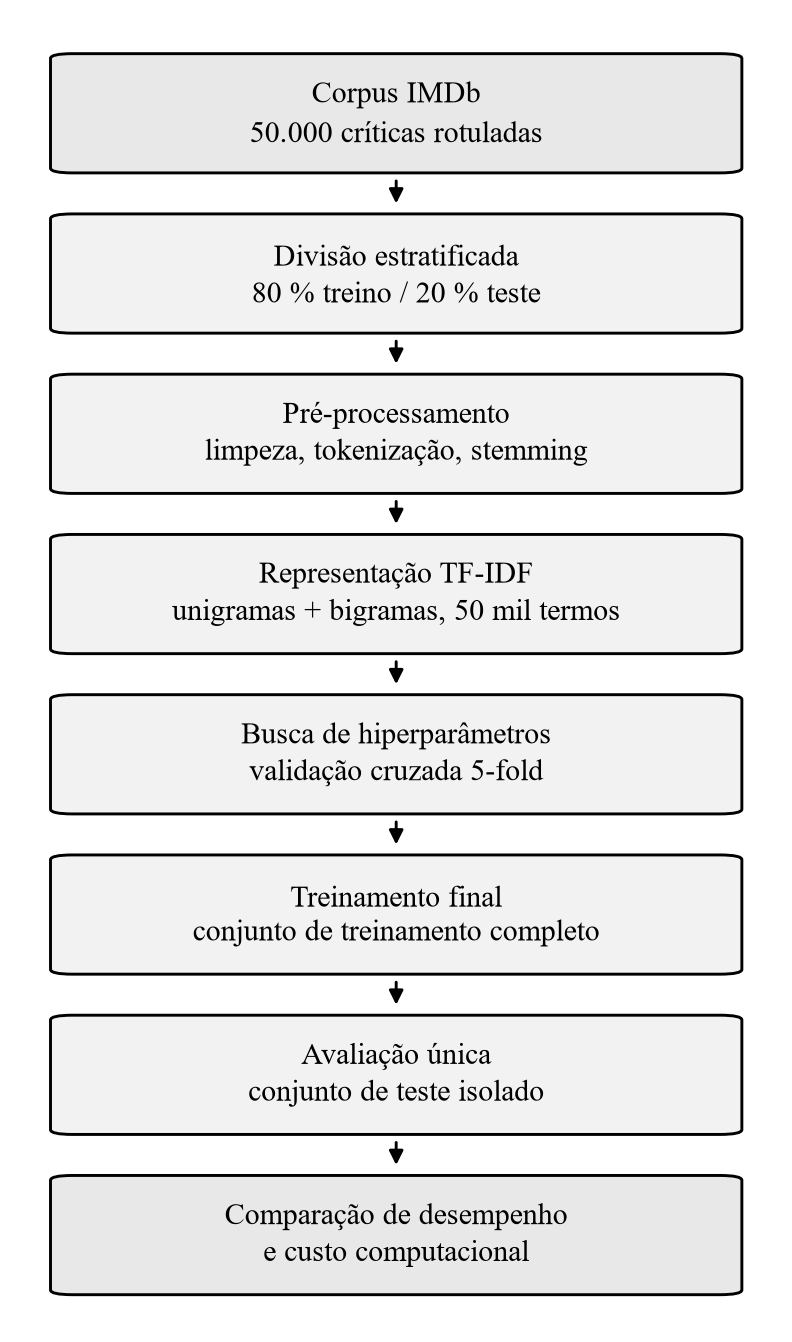 Corpus IMDb
50.000 críticas rotuladas
Divisão estratificada
80 % treino / 20 % teste
Pré-processamento
limpeza, tokenização, stemming
Representação TF-IDF
unigramas + bigramas, 50 mil termos
Busca de hiperparâmetros
validação cruzada 5-fold
Treinamento final
conjunto de treinamento completo
Avaliação única
conjunto de teste isolado
Comparação de desempenho
e custo computacional